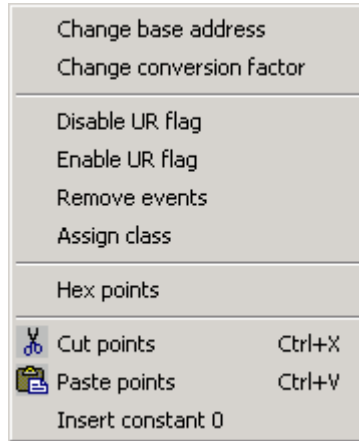 Change base address
Change conversion factor
Disable UR flag
Enable UR flag
Remove events
Assign class
Hex points
Cut points Ctrl+X
Paste points Ctrl+V
Insert constant 0